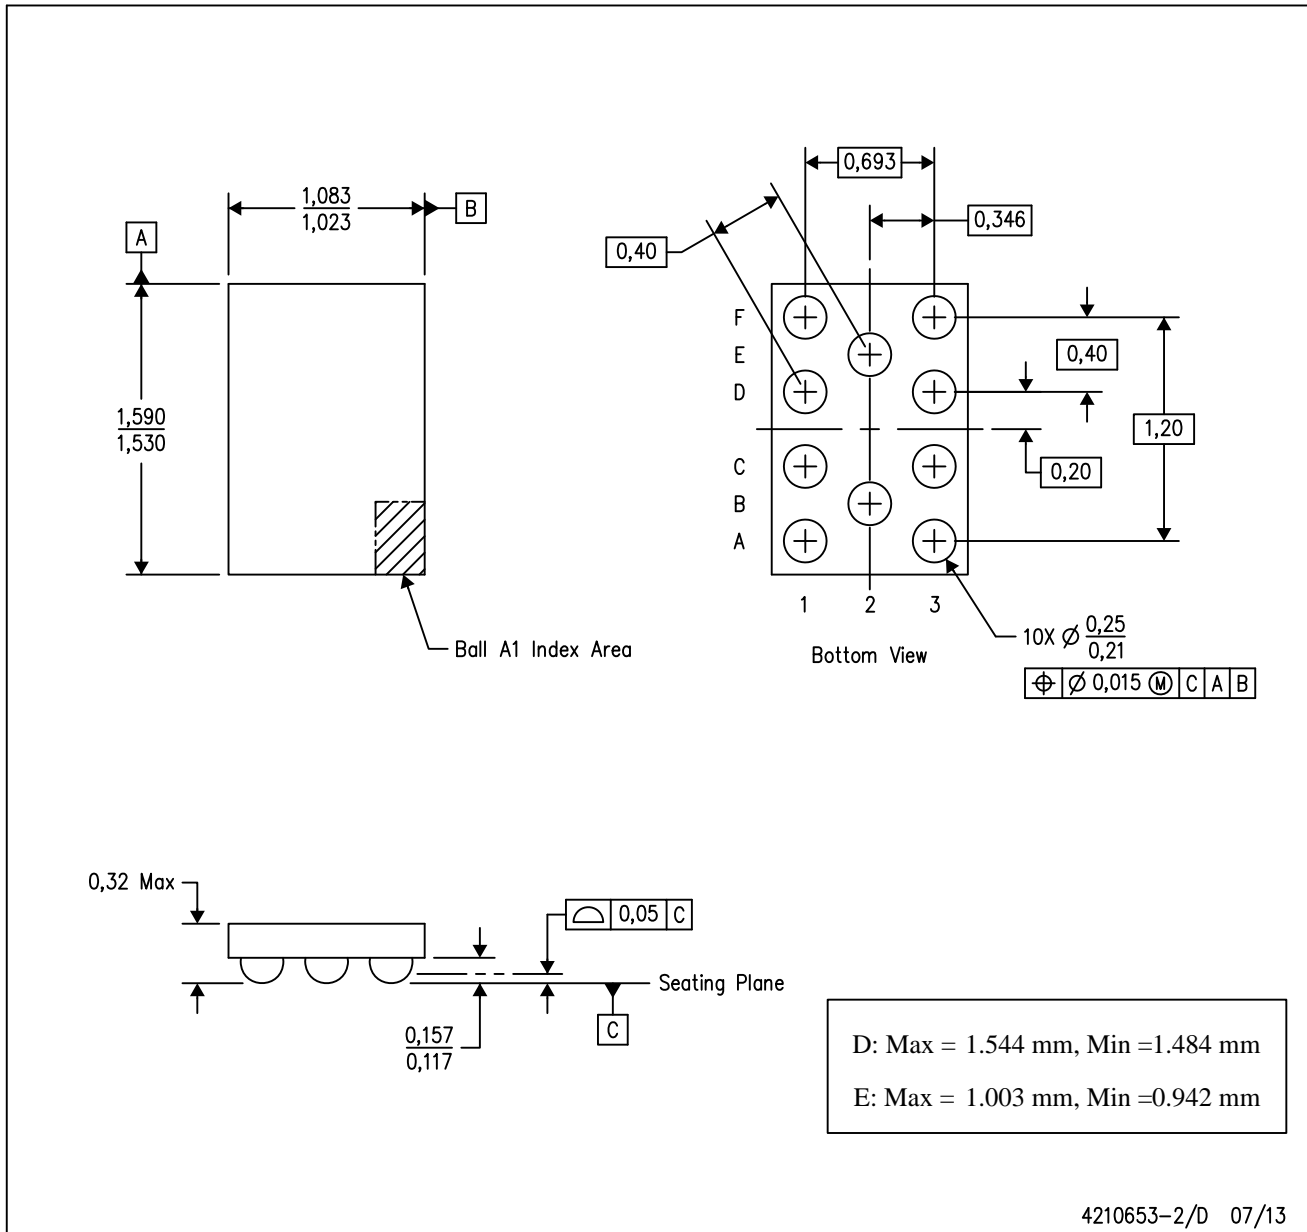 0,693
1,083
1,023
B
A
0,346
0,40
F
E
0,40
D
1,590
1,530
1,20
C
0,20
B
A
1 2 3
10X Ø 0,25
0,21
Ball A1 Index Area
Bottom View
⌖ Ø 0,015 Ⓜ C A B
0,32 Max
⌓ 0,05 C
Seating Plane
C
0,157
0,117
D: Max = 1.544 mm, Min =1.484 mm
E: Max = 1.003 mm, Min =0.942 mm
4210653-2/D 07/13